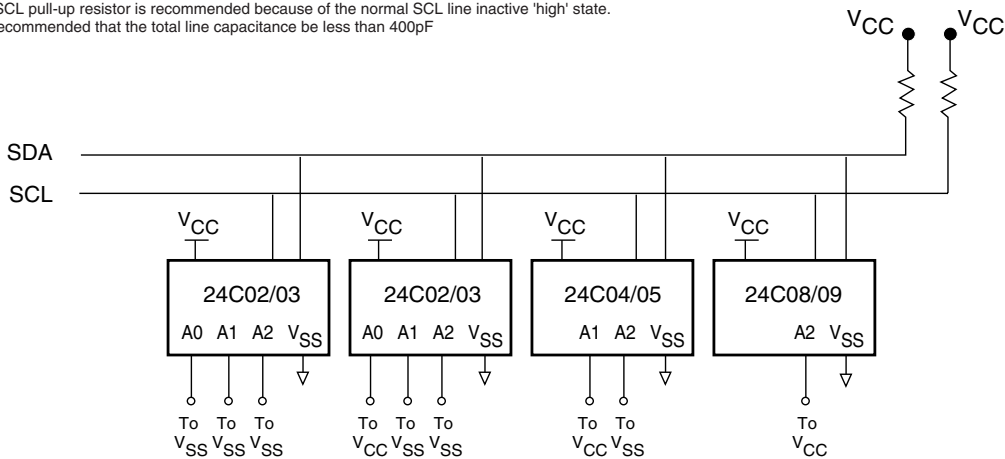 SCL pull-up resistor is recommended because of the normal SCL line inactive 'high' state.
recommended that the total line capacitance be less than 400pF
VCC VCC
SDA
SCL
VCC VCC VCC VCC
24C02/03 24C02/03 24C04/05 24C08/09
A0 A1 A2 VSS A0 A1 A2 VSS A1 A2 VSS A2 VSS
To To To To To To To To To
VSS VSS VSS VCC VSS VSS VCC VSS VCC